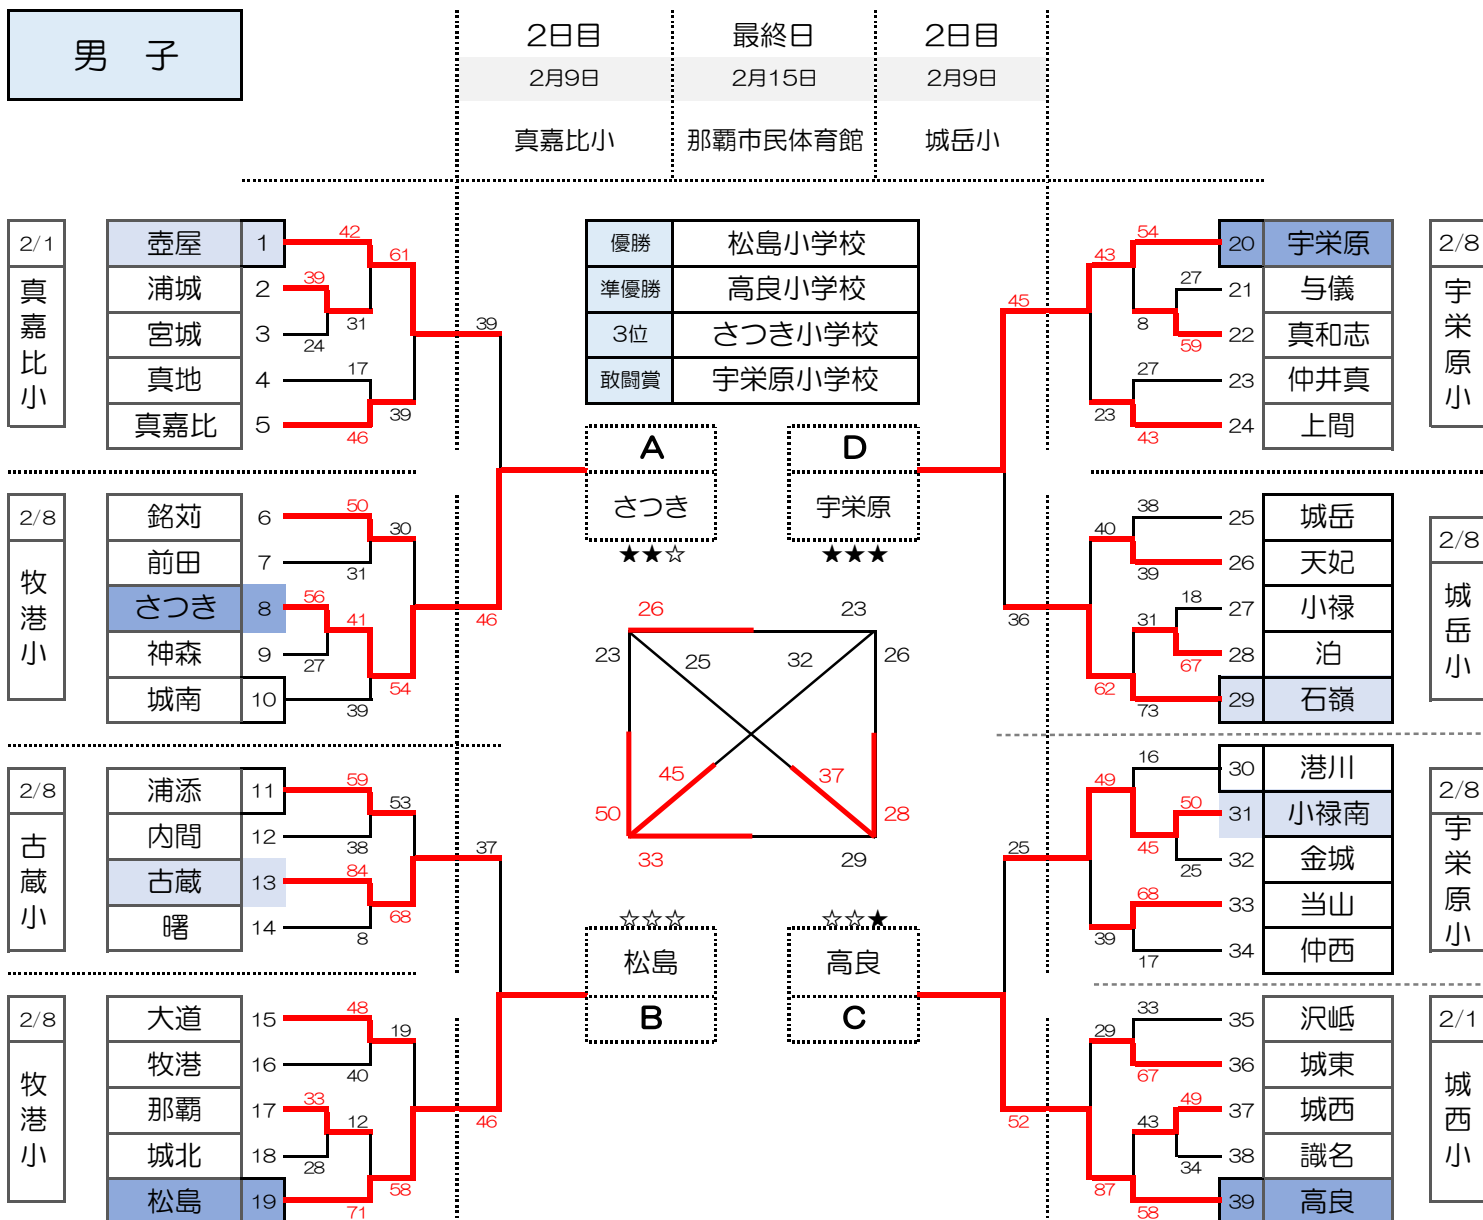 男 子
2日目 最終日 2日目
2月9日 2月15日 2月9日
真嘉比小 那覇市民体育館 城岳小
優勝 松島小学校
準優勝 高良小学校
3位 さつき小学校
敢闘賞 宇栄原小学校
2/1
真嘉比小
壺屋 1
浦城 2
宮城 3
真地 4
真嘉比 5
42
39
24
31
17
46
61
39
39
2/8
牧港小
銘苅 6
前田 7
さつき 8
神森 9
城南 10
50
31
56
27
41
39
30
54
46
2/8
古蔵小
浦添 11
内間 12
古蔵 13
曙 14
59
38
84
8
53
68
37
2/8
牧港小
大道 15
牧港 16
那覇 17
城北 18
松島 19
48
40
33
28
12
71
19
58
46
A
さつき
★★☆
D
宇栄原
★★★
26 23
23 25 32 26
45 37
50 28
33 29
☆☆☆
松島
B
☆☆★
高良
C
2/8
宇栄原小
20 宇栄原
21 与儀
22 真和志
23 仲井真
24 上間
54
27
59
8
27
43
43
23
45
2/8
城岳小
25 城岳
26 天妃
27 小禄
28 泊
29 石嶺
38
39
18
67
31
73
40
62
36
2/8
宇栄原小
30 港川
31 小禄南
32 金城
33 当山
34 仲西
16
50
25
45
68
17
49
39
25
2/1
城西小
35 沢岻
36 城東
37 城西
38 識名
39 高良
33
67
49
34
43
58
29
87
52